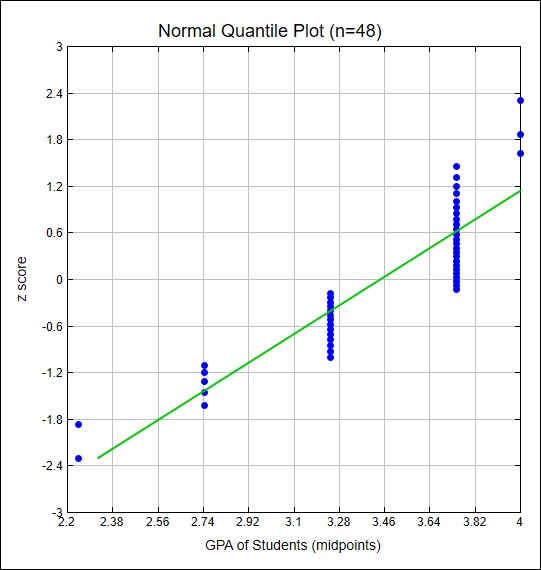 Normal Quantile Plot (n=48)
3
2.4
1.8
1.2
0.6
0
-0.6
-1.2
-1.8
-2.4
-3
z score
2.2 2.38 2.56 2.74 2.92 3.1 3.28 3.46 3.64 3.82 4
GPA of Students (midpoints)